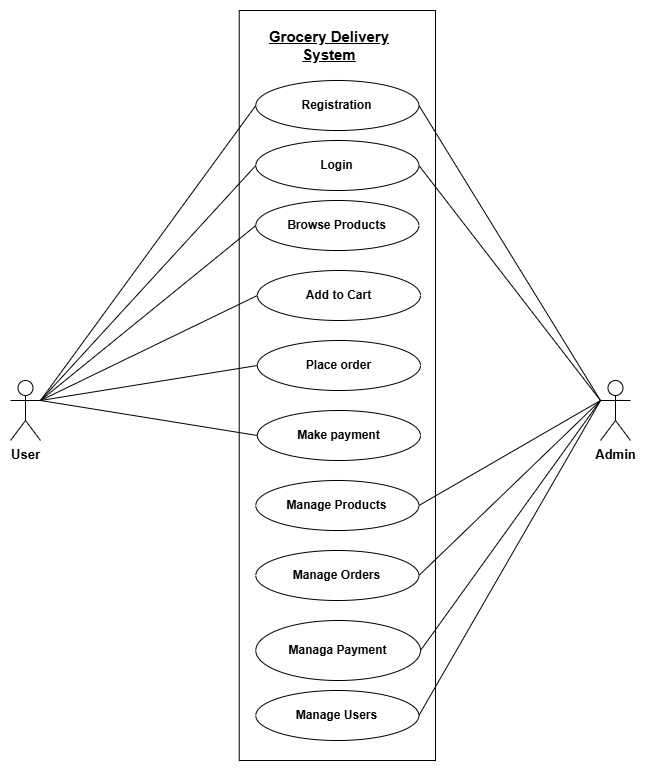 Grocery Delivery
System
Registration
Login
Browse Products
Add to Cart
Place order
Make payment
Manage Products
Manage Orders
Managa Payment
Manage Users
User
Admin